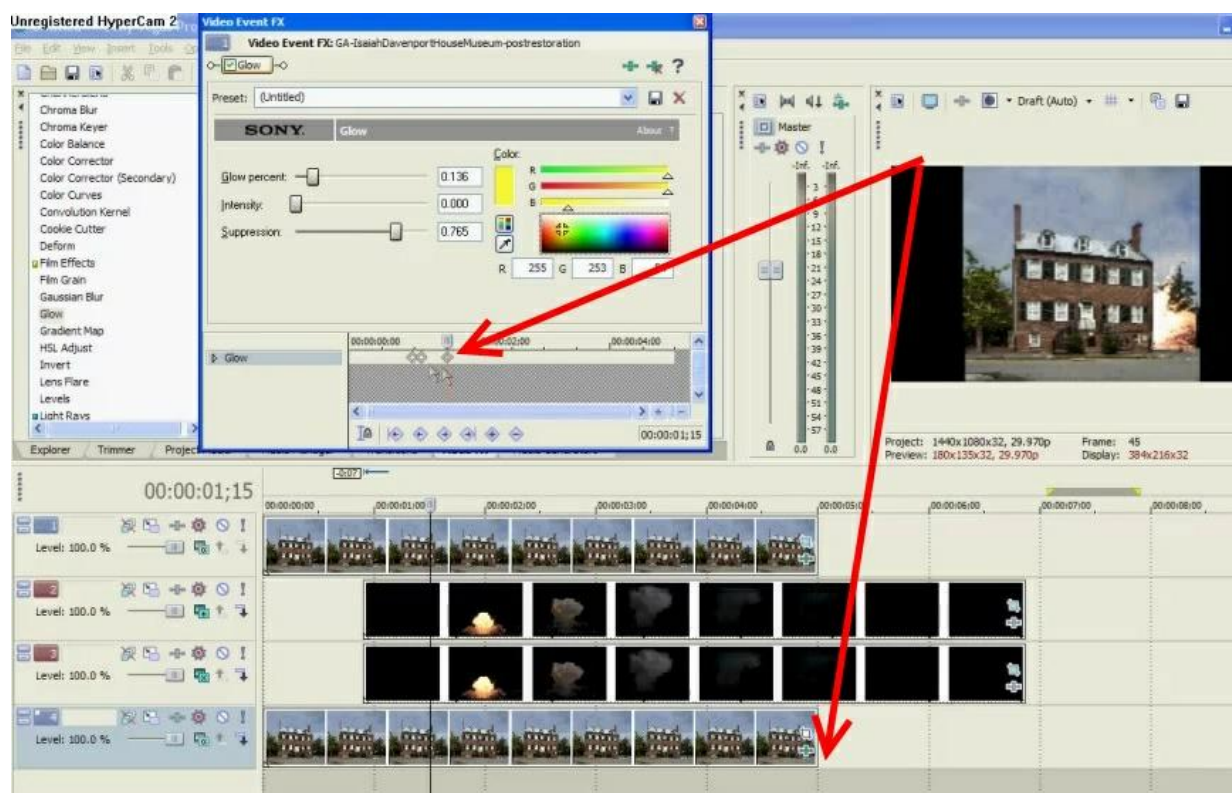 Unregistered HyperCam 2
Video Event FX
Video Event FX: GA-IsaiahDavenportHouseMuseum-postrestoration
File Edit View Insert Tools
Glow
Preset: (Untitled)
SONY. Glow About ?
Glow percent: 0.136
Intensity: 0.000
Suppression: 0.765
Color:
R
G
B
R 255 G 253 B
00:00:00:00 00:00:04:00
Glow
00:00:01;15
Chroma Blur
Chroma Keyer
Color Balance
Color Corrector
Color Corrector (Secondary)
Color Curves
Convolution Kernel
Cookie Cutter
Deform
Film Effects
Film Grain
Gaussian Blur
Glow
Gradient Map
HSL Adjust
Invert
Lens Flare
Levels
Light Rays
Explorer Trimmer
Master
-Inf. -Inf.
3
6
9
12
15
18
21
24
27
30
33
36
39
42
45
48
51
54
57
0.0 0.0
Draft (Auto)
Project: 1440x1080x32, 29.970p Frame: 45
Preview: 180x135x32, 29.970p Display: 384x216x32
-0:07
00:00:01;15
00:00:00:00 00:00:01:00 00:00:02:00 00:00:03:00 00:00:04:00 00:00:05:00 00:00:06:00 00:00:07:00 00:00:08:00
1
Level: 100.0 %
2
Level: 100.0 %
3
Level: 100.0 %
4
Level: 100.0 %